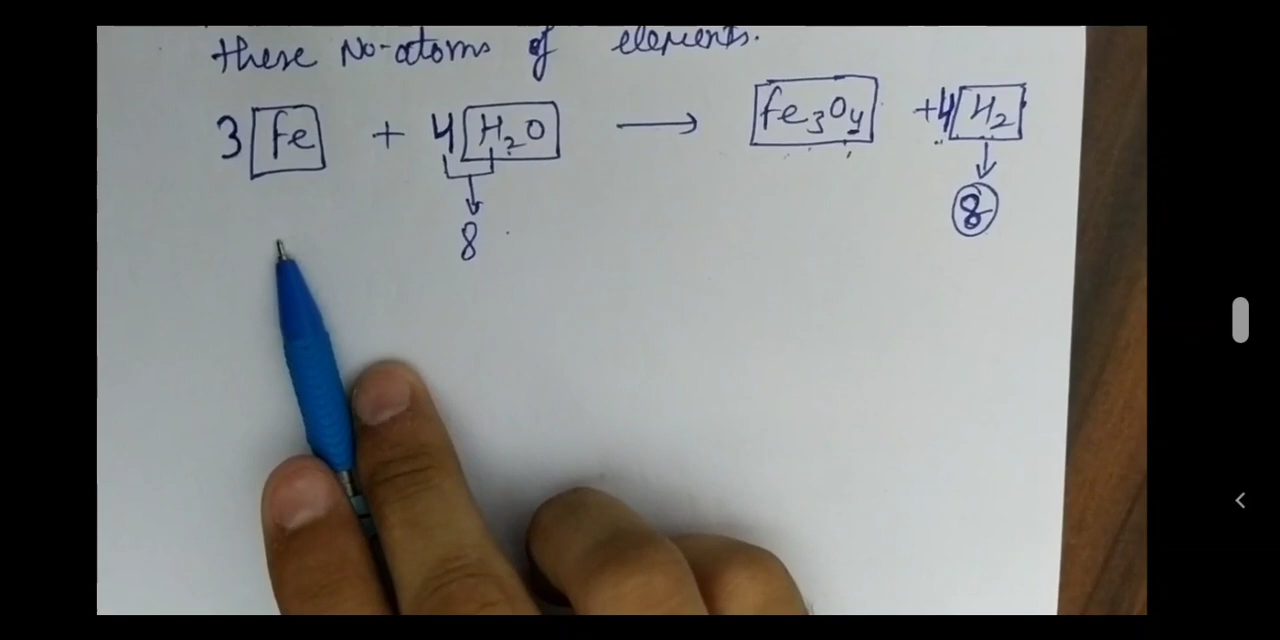 these No-atoms of elements.
3 Fe + 4 H₂O → Fe₃O₄ + 4 H₂
8 8